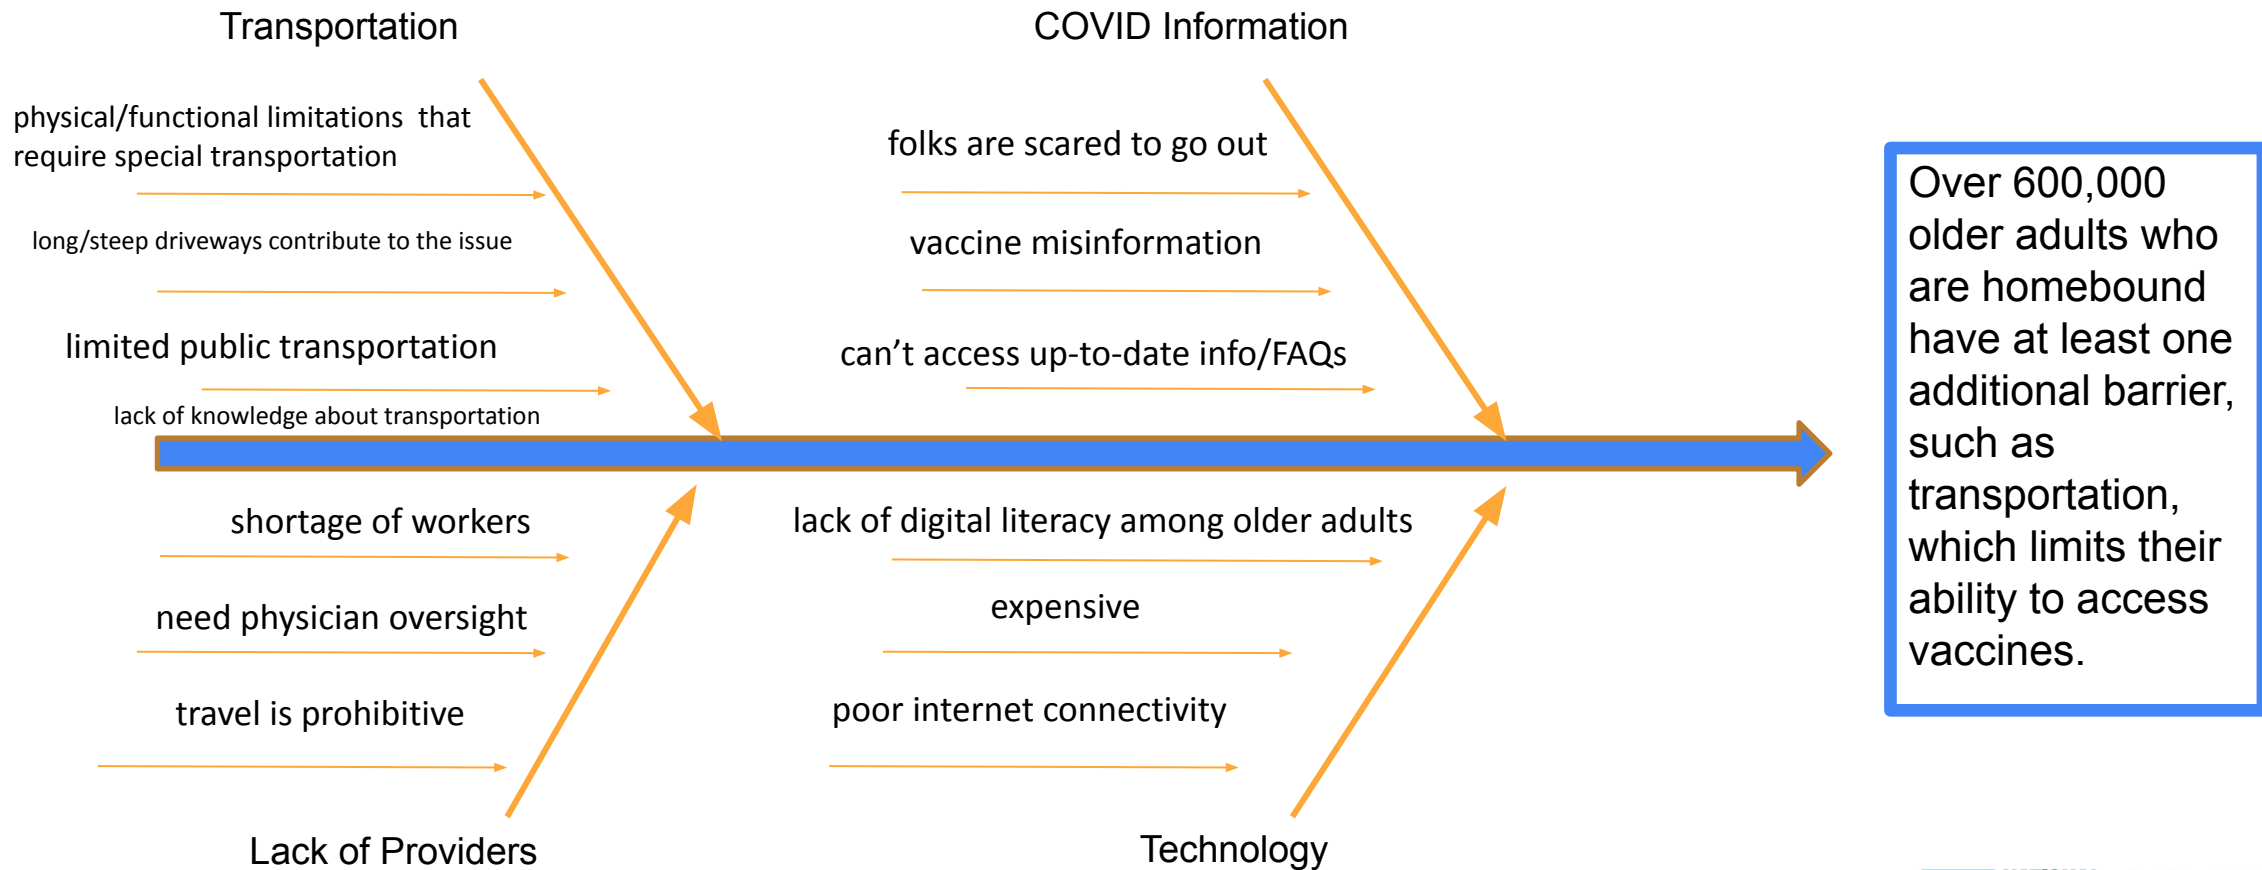 Transportation
COVID Information
physical/functional limitations that
require special transportation
folks are scared to go out
long/steep driveways contribute to the issue
vaccine misinformation
limited public transportation
can't access up-to-date info/FAQs
lack of knowledge about transportation
shortage of workers
lack of digital literacy among older adults
need physician oversight
expensive
travel is prohibitive
poor internet connectivity
Lack of Providers
Technology
Over 600,000
older adults who
are homebound
have at least one
additional barrier,
such as
transportation,
which limits their
ability to access
vaccines.